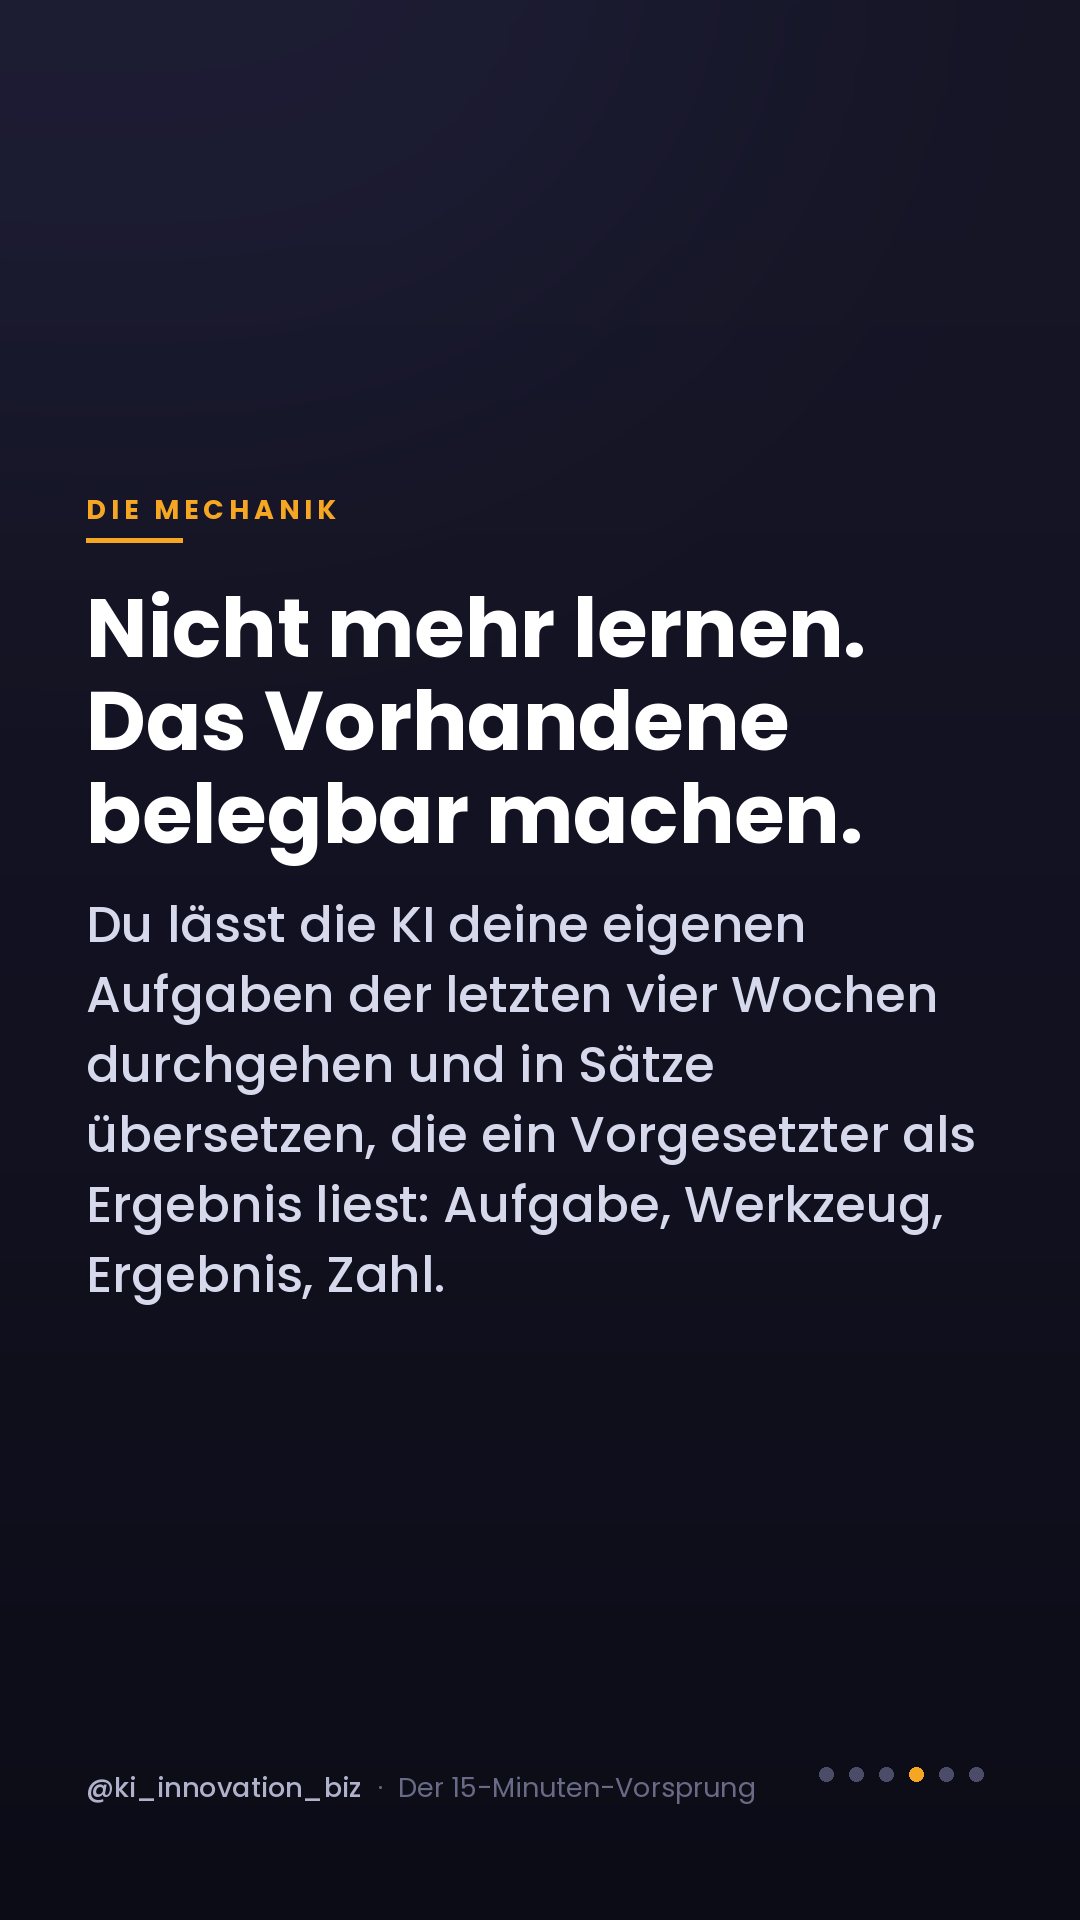 DIE MECHANIK
Nicht mehr lernen.
Das Vorhandene
belegbar machen.
Du lässt die KI deine eigenen
Aufgaben der letzten vier Wochen
durchgehen und in Sätze
übersetzen, die ein Vorgesetzter als
Ergebnis liest: Aufgabe, Werkzeug,
Ergebnis, Zahl.
@ki_innovation_biz · Der 15-Minuten-Vorsprung